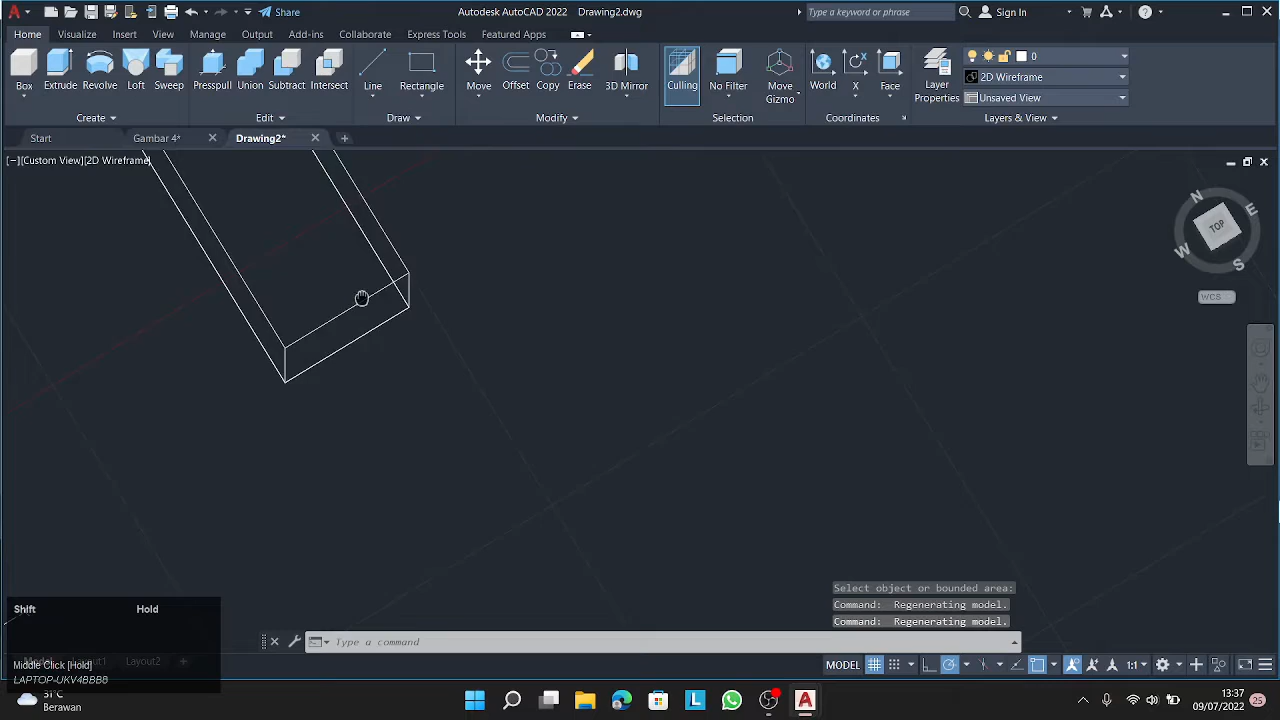 Share
Autodesk AutoCAD 2022 Drawing2.dwg
Type a keyword or phrase
Sign In
Home Visualize Insert View Manage Output Add-ins Collaborate Express Tools Featured Apps
Box Extrude Revolve Loft Sweep Presspull Union Subtract Intersect Line Rectangle Move Offset Copy Erase 3D Mirror Culling No Filter Move Gizmo World X Face Layer Properties
0
2D Wireframe
Unsaved View
Create Edit Draw Modify Selection Coordinates Layers & View
Start Gambar 4* Drawing2*
[−][Custom View][2D Wireframe]
N E
TOP
W S
WCS
Select object or bounded area:
Command: Regenerating model.
Command: Regenerating model.
Shift Hold
Type a command
Layout2
Middle Click [Hold]
LAPTOP-UKV4BBB8
MODEL 1:1
31°C
Berawan
13:37
25